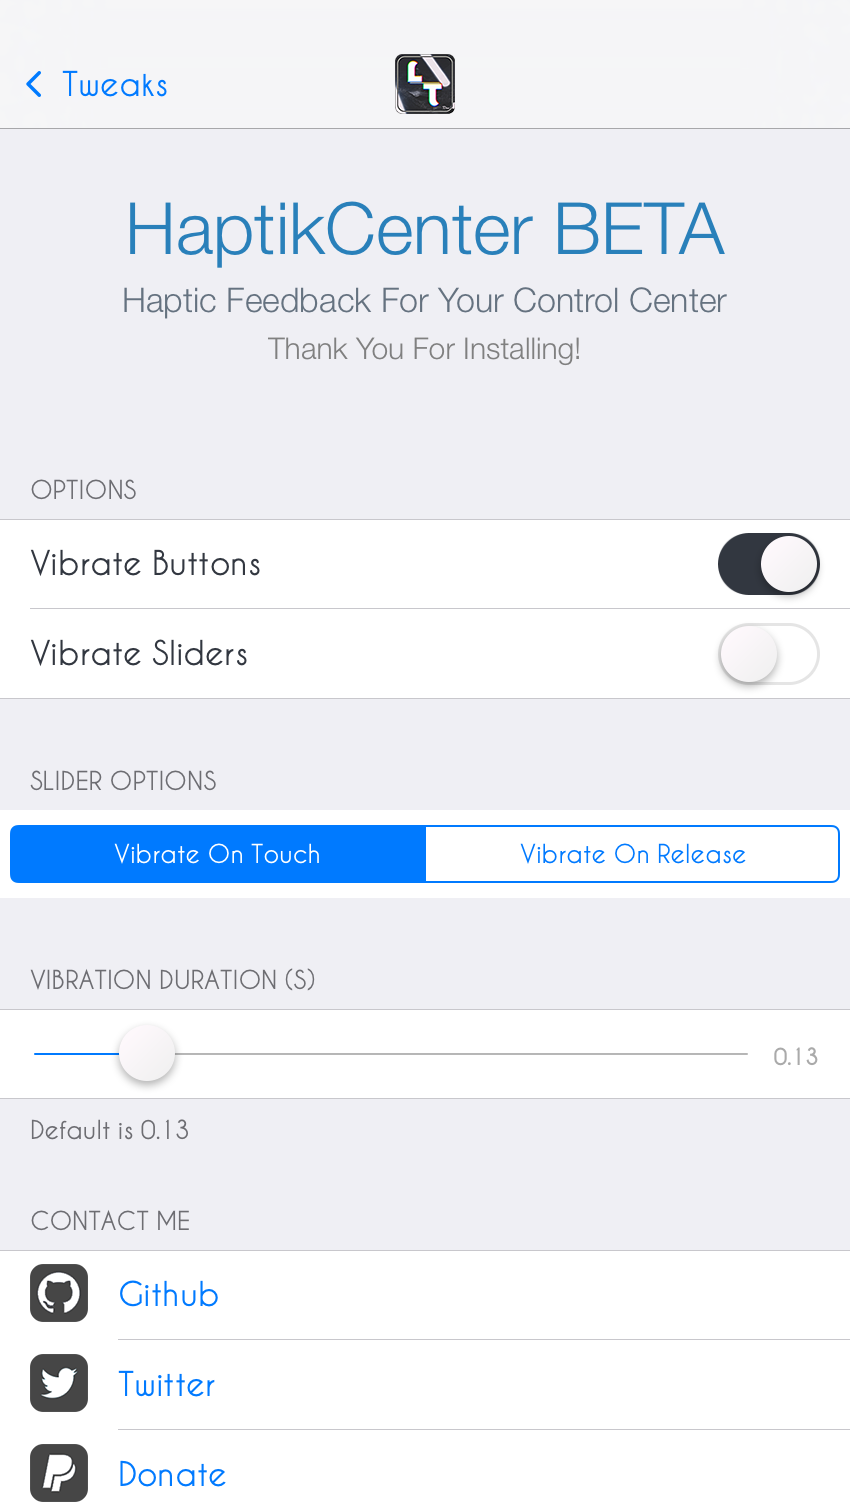 Tweaks
LT
HaptikCenter BETA
Haptic Feedback For Your Control Center
Thank You For Installing!
OPTIONS
Vibrate Buttons
Vibrate Sliders
SLIDER OPTIONS
Vibrate On Touch Vibrate On Release
VIBRATION DURATION (S)
0.13
Default is 0.13
CONTACT ME
Github
Twitter
Donate